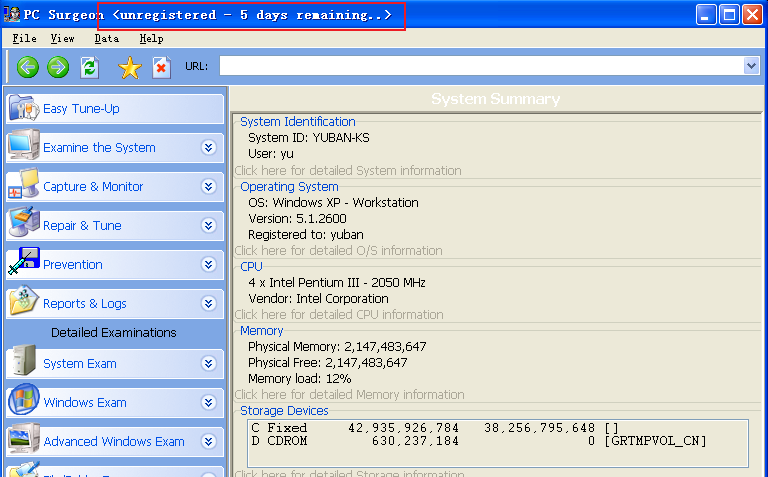 PC Surgeon <unregistered - 5 days remaining..>
File View Data Help
URL:
Easy Tune-Up
Examine the System
Capture & Monitor
Repair & Tune
Prevention
Reports & Logs
Detailed Examinations
System Exam
Windows Exam
Advanced Windows Exam
System Summary
System Identification
System ID: YUBAN-KS
User: yu
Click here for detailed System information
Operating System
OS: Windows XP - Workstation
Version: 5.1.2600
Registered to: yuban
Click here for detailed O/S information
CPU
4 x Intel Pentium III - 2050 MHz
Vendor: Intel Corporation
Click here for detailed CPU information
Memory
Physical Memory: 2,147,483,647
Physical Free: 2,147,483,647
Memory load: 12%
Click here for detailed Memory information
Storage Devices
C Fixed 42,935,926,784 38,256,795,648 []
D CDROM 630,237,184 0 [GRTMPVOL_CN]
Click here for detailed Storage information